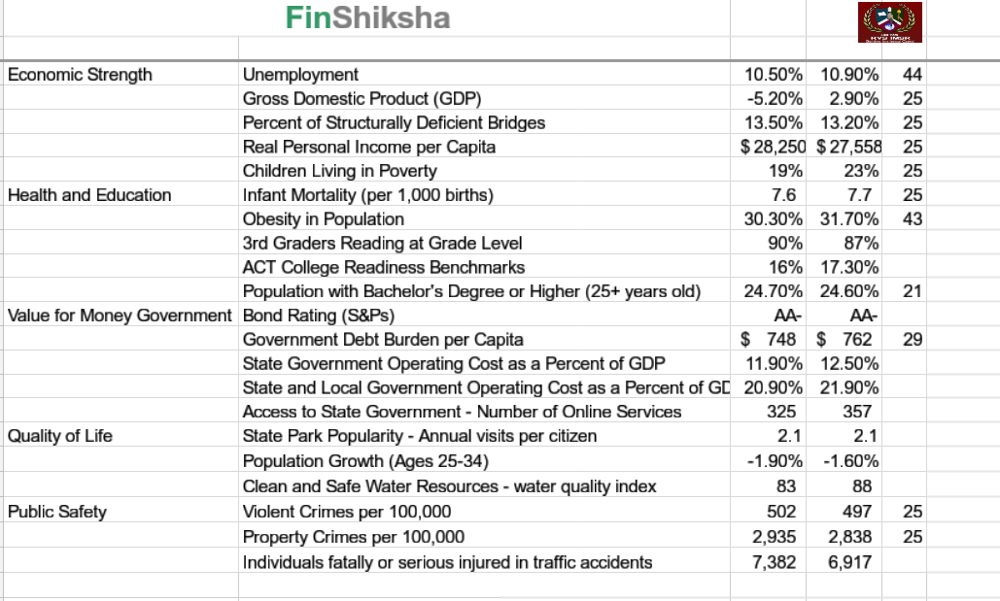 FinShiksha
Economic Strength Unemployment 10.50% 10.90% 44
Gross Domestic Product (GDP) -5.20% 2.90% 25
Percent of Structurally Deficient Bridges 13.50% 13.20% 25
Real Personal Income per Capita $ 28,250 $ 27,558 25
Children Living in Poverty 19% 23% 25
Health and Education Infant Mortality (per 1,000 births) 7.6 7.7 25
Obesity in Population 30.30% 31.70% 43
3rd Graders Reading at Grade Level 90% 87%
ACT College Readiness Benchmarks 16% 17.30%
Population with Bachelor's Degree or Higher (25+ years old) 24.70% 24.60% 21
Value for Money Government Bond Rating (S&Ps) AA- AA-
Government Debt Burden per Capita $ 748 $ 762 29
State Government Operating Cost as a Percent of GDP 11.90% 12.50%
State and Local Government Operating Cost as a Percent of GD 20.90% 21.90%
Access to State Government - Number of Online Services 325 357
Quality of Life State Park Popularity - Annual visits per citizen 2.1 2.1
Population Growth (Ages 25-34) -1.90% -1.60%
Clean and Safe Water Resources - water quality index 83 88
Public Safety Violent Crimes per 100,000 502 497 25
Property Crimes per 100,000 2,935 2,838 25
Individuals fatally or serious injured in traffic accidents 7,382 6,917